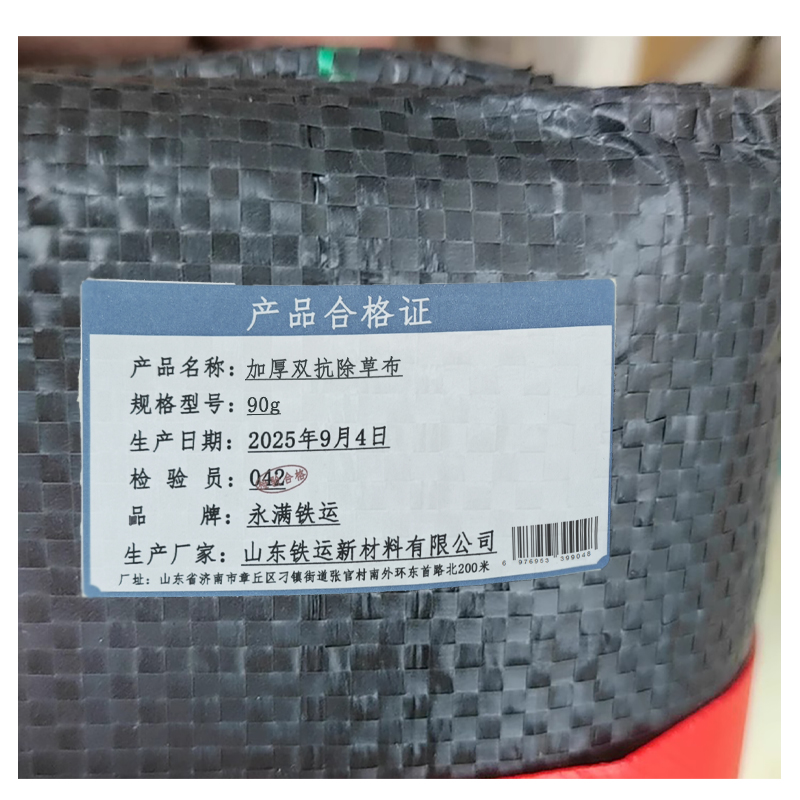 产品合格证
产品名称：加厚双抗除草布
规格型号：90g
生产日期：2025年9月4日
检 验 员：042
检验合格
品 牌：永满铁运
生产厂家：山东铁运新材料有限公司
厂址：山东省济南市章丘区刁镇街道张官村南外环东首路北200米